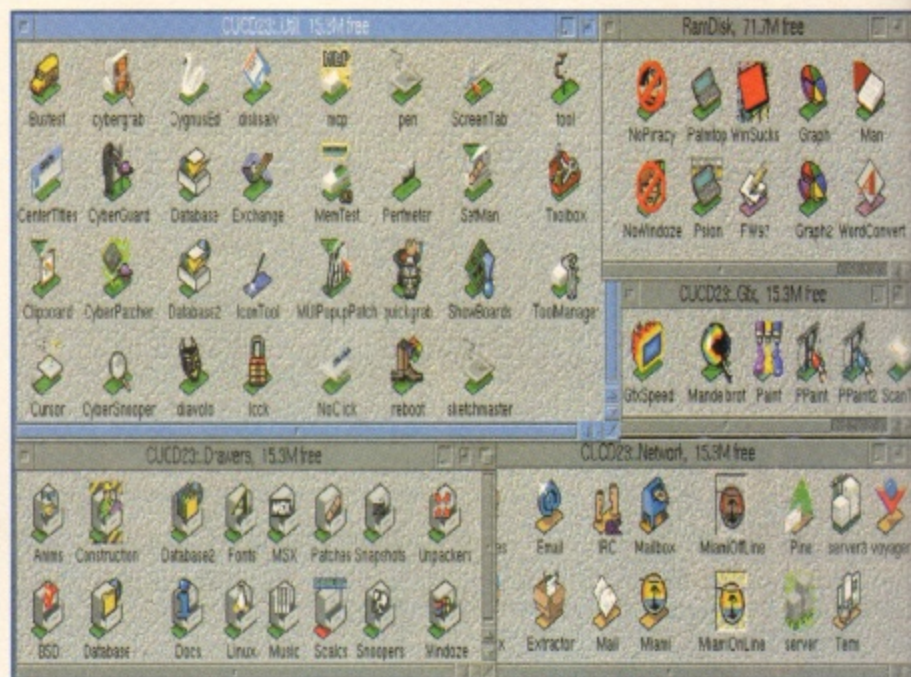 CUCD23:.Util, 15.3M free
Bustest cybergrab CygnusEd disksalv mcp pen ScreenTab tool
CenterTitles CyberGuard Database Exchange MemTest Perfmeter SatMan Toolbox
Clipboard CyberPatcher Database2 IconTool MUIPopupPatch quickgrab ShowBoards ToolManager
Cursor CyberSnooper diavolo lock NoClick reboot sketchmaster
RamDisk, 71.7M free
NoPiracy Palmtop WinSucks Graph Man
NoWindoze Psion FW97 Graph2 WordConvert
CUCD23:.Gfx, 15.3M free
GfxSpeed Mandelbrot Paint PPaint PPaint2 ScanT
CUCD23:.Drawers, 15.3M free
Anims Construction Database2 Fonts MSX Patches Snapshots Unpackers
BSD Database Docs Linux Music Scalos Snoopers Windoze
CUCD23:.Network, 15.3M free
Email IRC Mailbox MiamiOffLine Pine server3 voyager
Extractor Mail Miami MiamiOnLine server